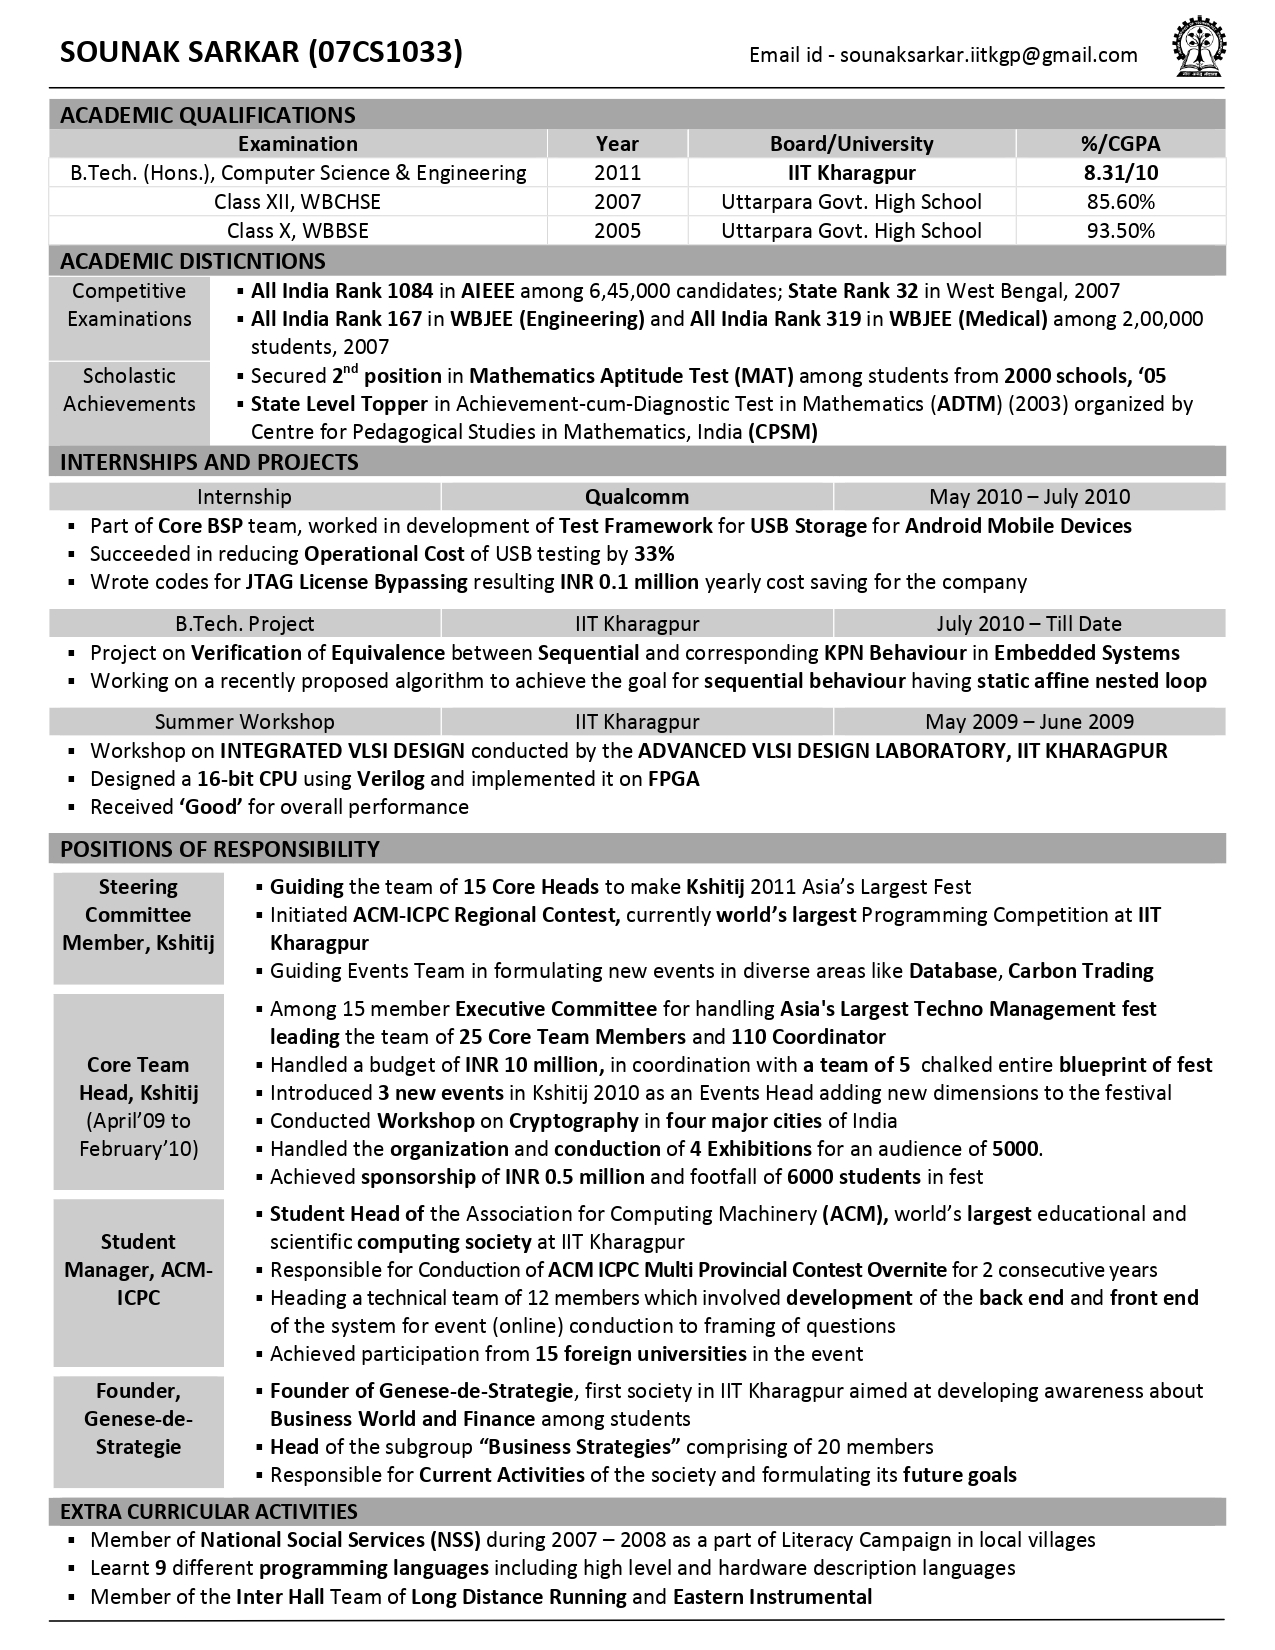 SOUNAK SARKAR (07CS1033)
Email id - sounaksarkar.iitkgp@gmail.com
ACADEMIC QUALIFICATIONS
Examination Year Board/University %/CGPA
B.Tech. (Hons.), Computer Science & Engineering 2011 IIT Kharagpur 8.31/10
Class XII, WBCHSE 2007 Uttarpara Govt. High School 85.60%
Class X, WBBSE 2005 Uttarpara Govt. High School 93.50%
ACADEMIC DISTICNTIONS
Competitive
Examinations
▪ All India Rank 1084 in AIEEE among 6,45,000 candidates; State Rank 32 in West Bengal, 2007
▪ All India Rank 167 in WBJEE (Engineering) and All India Rank 319 in WBJEE (Medical) among 2,00,000
students, 2007
Scholastic
Achievements
▪ Secured 2nd position in Mathematics Aptitude Test (MAT) among students from 2000 schools, ‘05
▪ State Level Topper in Achievement-cum-Diagnostic Test in Mathematics (ADTM) (2003) organized by
Centre for Pedagogical Studies in Mathematics, India (CPSM)
INTERNSHIPS AND PROJECTS
Internship Qualcomm May 2010 – July 2010
▪ Part of Core BSP team, worked in development of Test Framework for USB Storage for Android Mobile Devices
▪ Succeeded in reducing Operational Cost of USB testing by 33%
▪ Wrote codes for JTAG License Bypassing resulting INR 0.1 million yearly cost saving for the company
B.Tech. Project IIT Kharagpur July 2010 – Till Date
▪ Project on Verification of Equivalence between Sequential and corresponding KPN Behaviour in Embedded Systems
▪ Working on a recently proposed algorithm to achieve the goal for sequential behaviour having static affine nested loop
Summer Workshop IIT Kharagpur May 2009 – June 2009
▪ Workshop on INTEGRATED VLSI DESIGN conducted by the ADVANCED VLSI DESIGN LABORATORY, IIT KHARAGPUR
▪ Designed a 16-bit CPU using Verilog and implemented it on FPGA
▪ Received ‘Good’ for overall performance
POSITIONS OF RESPONSIBILITY
Steering
Committee
Member, Kshitij
▪ Guiding the team of 15 Core Heads to make Kshitij 2011 Asia’s Largest Fest
▪ Initiated ACM-ICPC Regional Contest, currently world’s largest Programming Competition at IIT
Kharagpur
▪ Guiding Events Team in formulating new events in diverse areas like Database, Carbon Trading
Core Team
Head, Kshitij
(April’09 to
February’10)
▪ Among 15 member Executive Committee for handling Asia's Largest Techno Management fest
leading the team of 25 Core Team Members and 110 Coordinator
▪ Handled a budget of INR 10 million, in coordination with a team of 5 chalked entire blueprint of fest
▪ Introduced 3 new events in Kshitij 2010 as an Events Head adding new dimensions to the festival
▪ Conducted Workshop on Cryptography in four major cities of India
▪ Handled the organization and conduction of 4 Exhibitions for an audience of 5000.
▪ Achieved sponsorship of INR 0.5 million and footfall of 6000 students in fest
Student
Manager, ACM-
ICPC
▪ Student Head of the Association for Computing Machinery (ACM), world’s largest educational and
scientific computing society at IIT Kharagpur
▪ Responsible for Conduction of ACM ICPC Multi Provincial Contest Overnite for 2 consecutive years
▪ Heading a technical team of 12 members which involved development of the back end and front end
of the system for event (online) conduction to framing of questions
▪ Achieved participation from 15 foreign universities in the event
Founder,
Genese-de-
Strategie
▪ Founder of Genese-de-Strategie, first society in IIT Kharagpur aimed at developing awareness about
Business World and Finance among students
▪ Head of the subgroup “Business Strategies” comprising of 20 members
▪ Responsible for Current Activities of the society and formulating its future goals
EXTRA CURRICULAR ACTIVITIES
▪ Member of National Social Services (NSS) during 2007 – 2008 as a part of Literacy Campaign in local villages
▪ Learnt 9 different programming languages including high level and hardware description languages
▪ Member of the Inter Hall Team of Long Distance Running and Eastern Instrumental